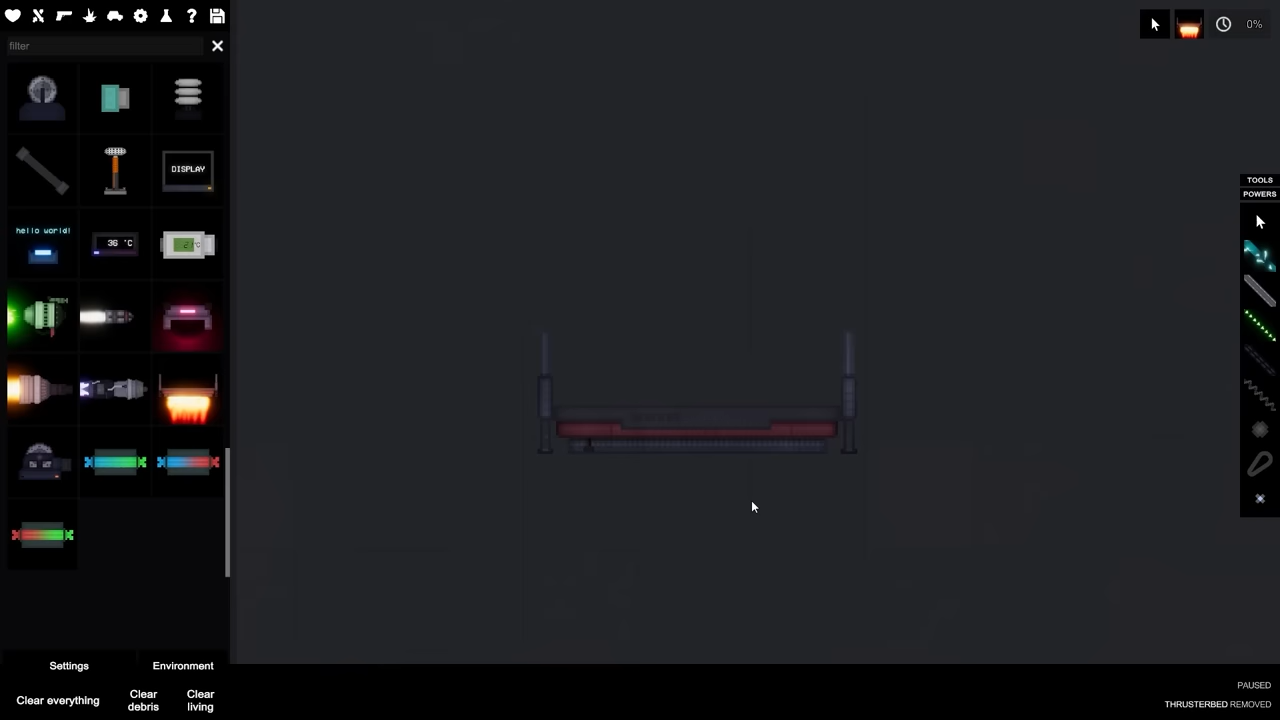 filter
0%
DISPLAY
TOOLS
POWERS
hello world!
36 °C
Settings
Environment
Clear everything
Clear debris
Clear living
PAUSED
THRUSTERBED REMOVED